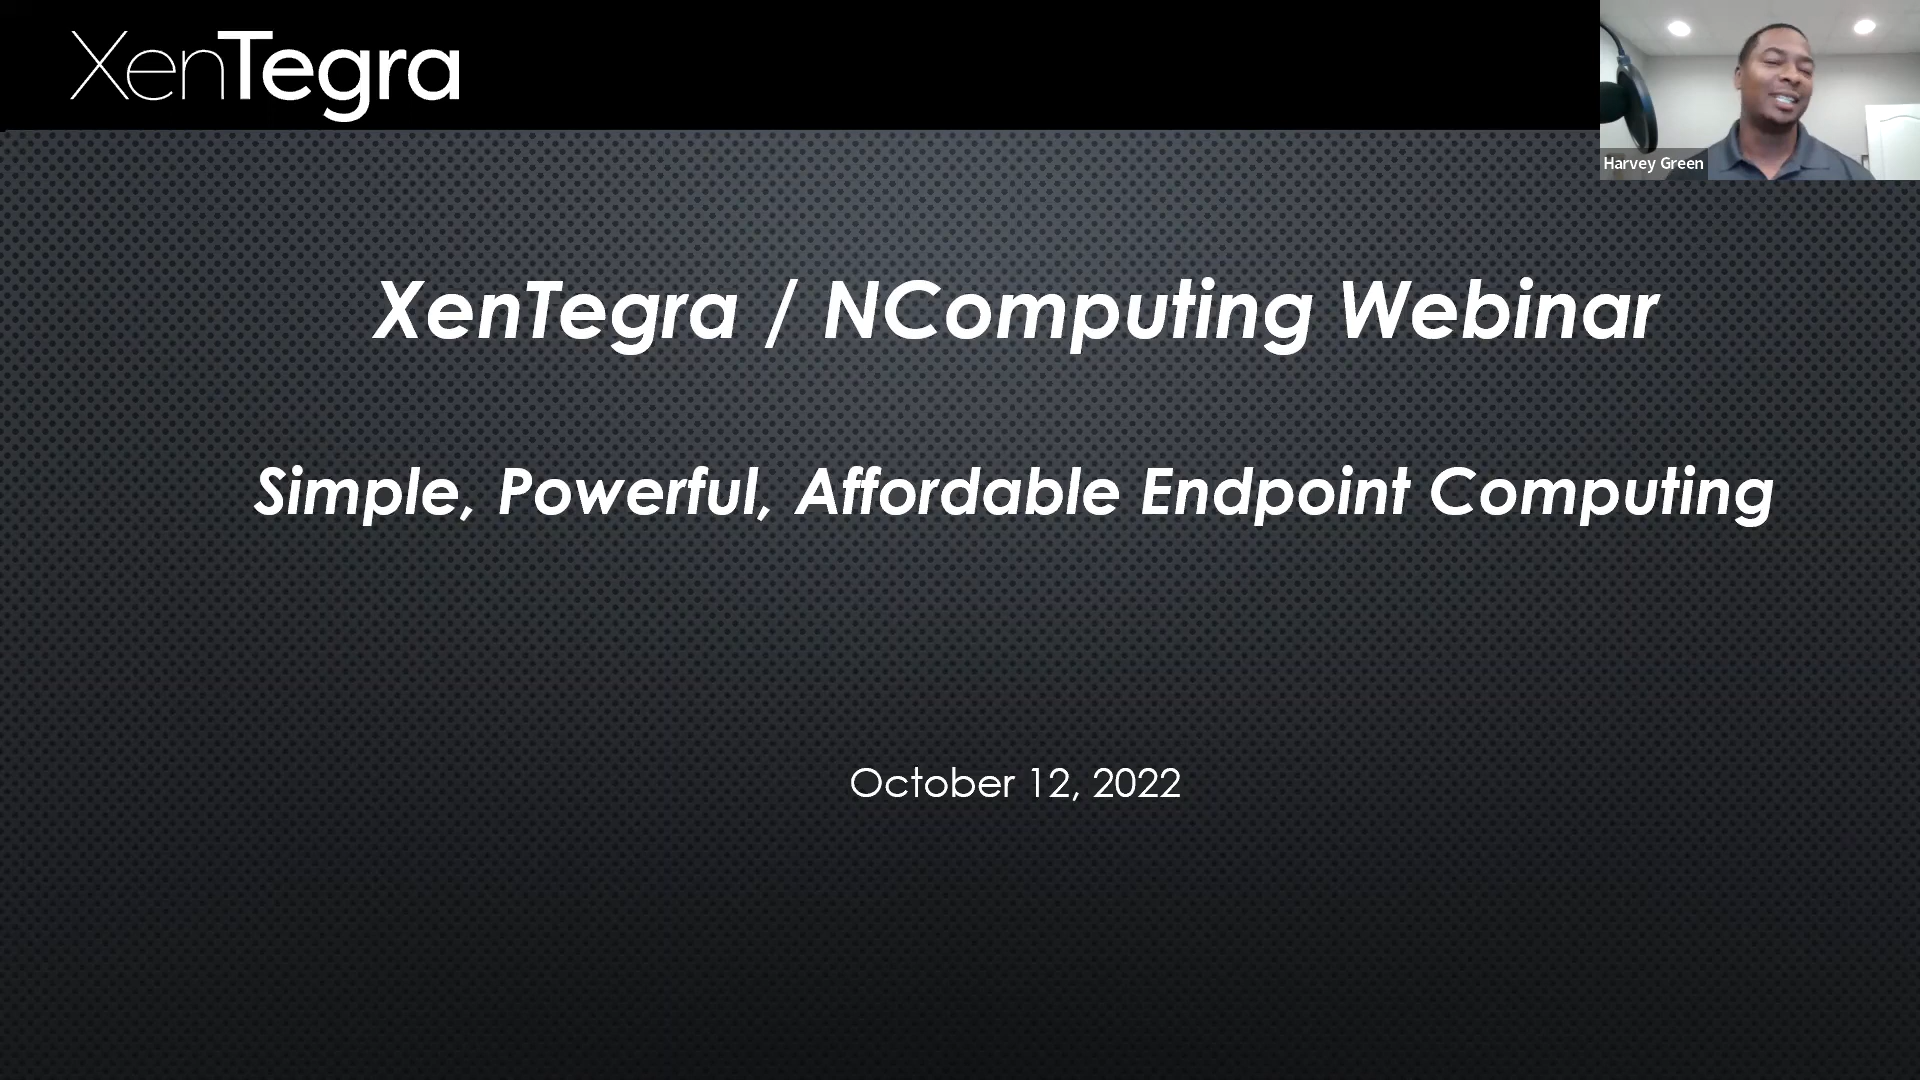 XenTegra
Harvey Green
XenTegra / NComputing Webinar
Simple, Powerful, Affordable Endpoint Computing
October 12, 2022